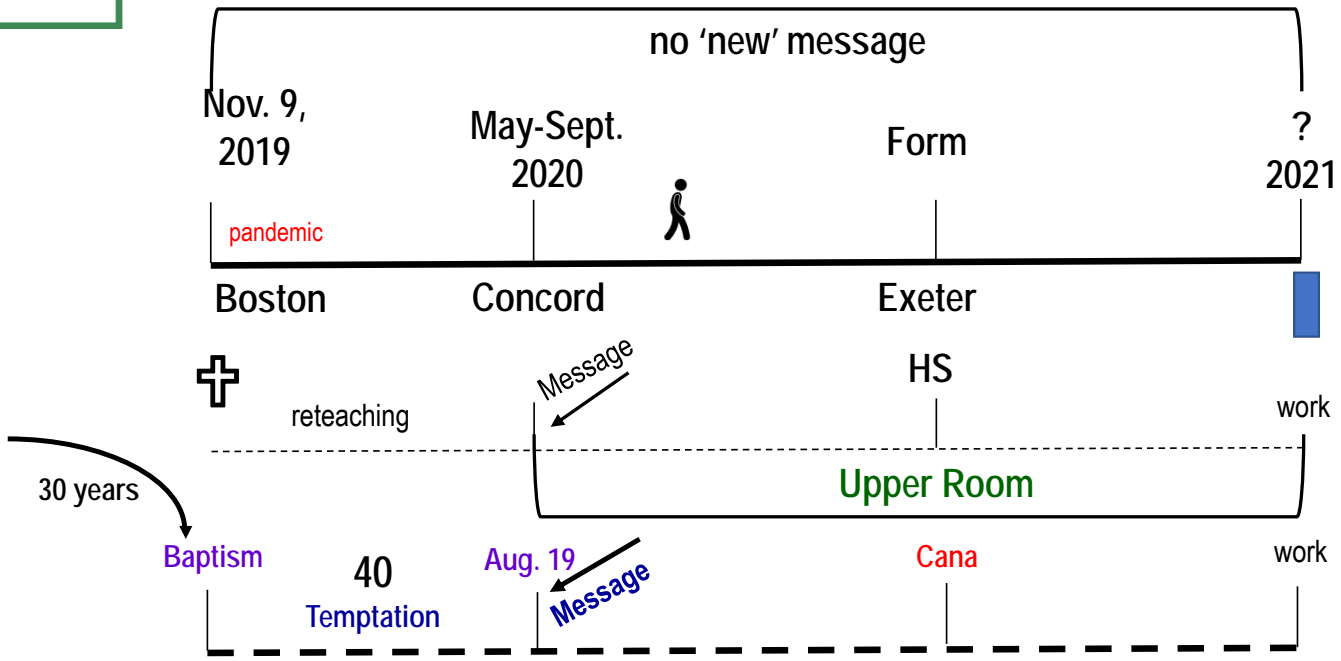 no ‘new’ message
Nov. 9,
2019
May-Sept.
2020
Form
?
2021
pandemic
Boston
Concord
Exeter
Message
HS
reteaching
work
30 years
Upper Room
Baptism
40
Temptation
Aug. 19
Message
Cana
work